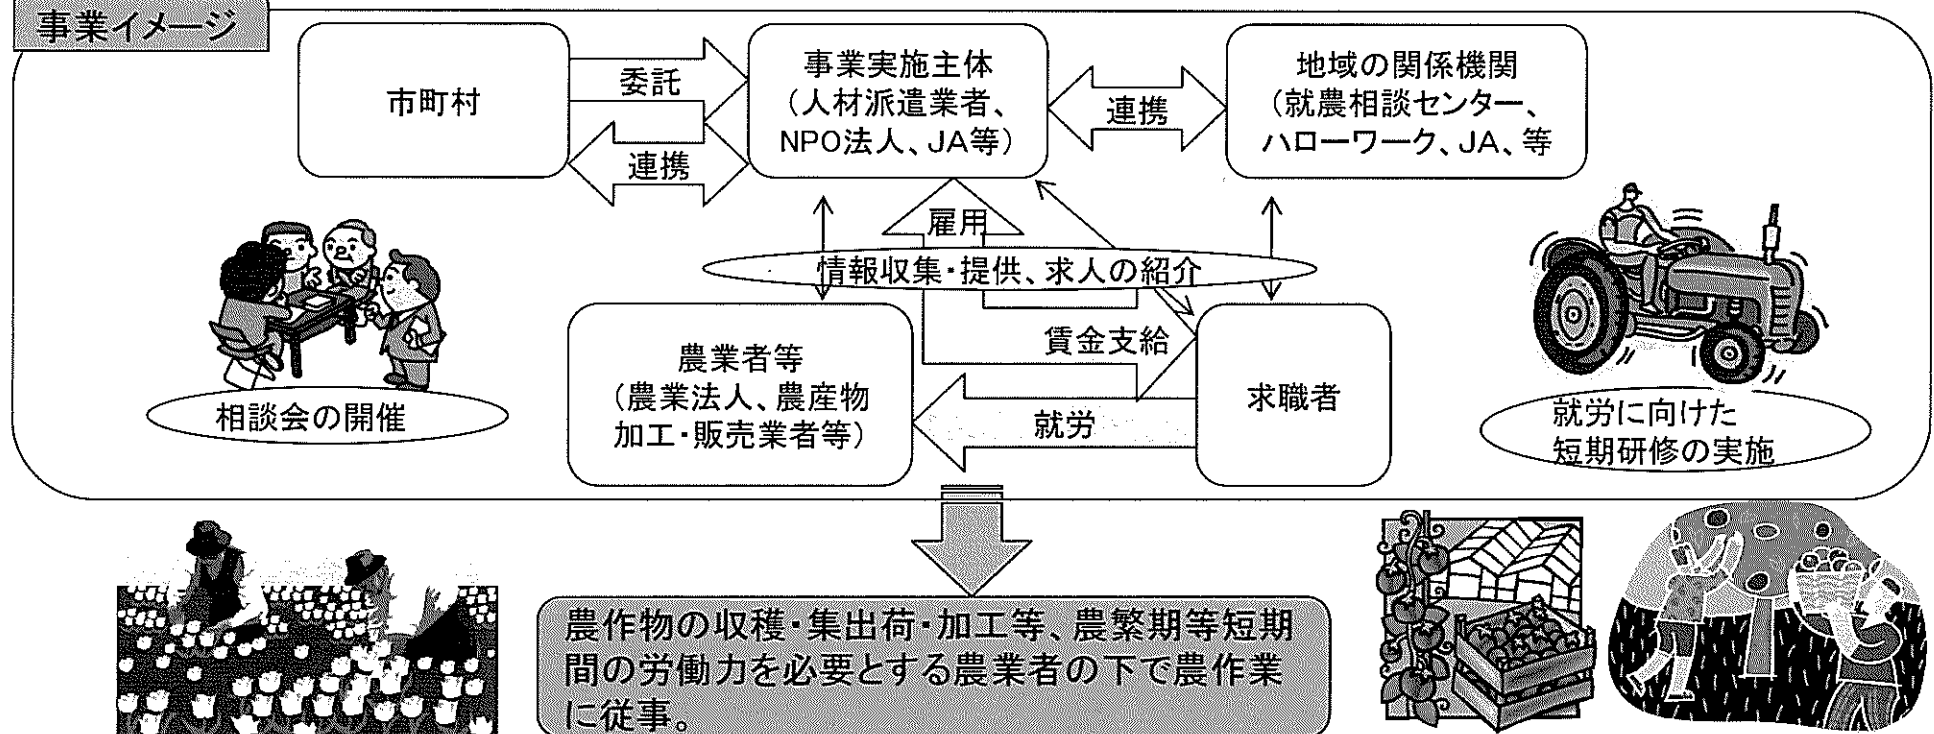 事業イメージ
市町村
委託
連携
事業実施主体
(人材派遣業者、
NPO法人、JA等)
連携
地域の関係機関
(就農相談センター、
ハローワーク、JA、等
雇用
情報収集・提供、求人の紹介
賃金支給
農業者等
(農業法人、農産物
加工・販売業者等)
就労
求職者
相談会の開催
就労に向けた
短期研修の実施
農作物の収穫・集出荷・加工等、農繁期等短期
間の労働力を必要とする農業者の下で農作業
に従事。